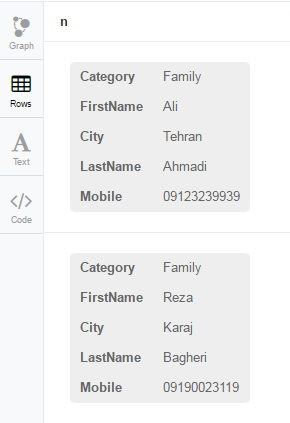 n
Graph
Rows
Text
Code
Category Family
FirstName Ali
City Tehran
LastName Ahmadi
Mobile 09123239939
Category Family
FirstName Reza
City Karaj
LastName Bagheri
Mobile 09190023119